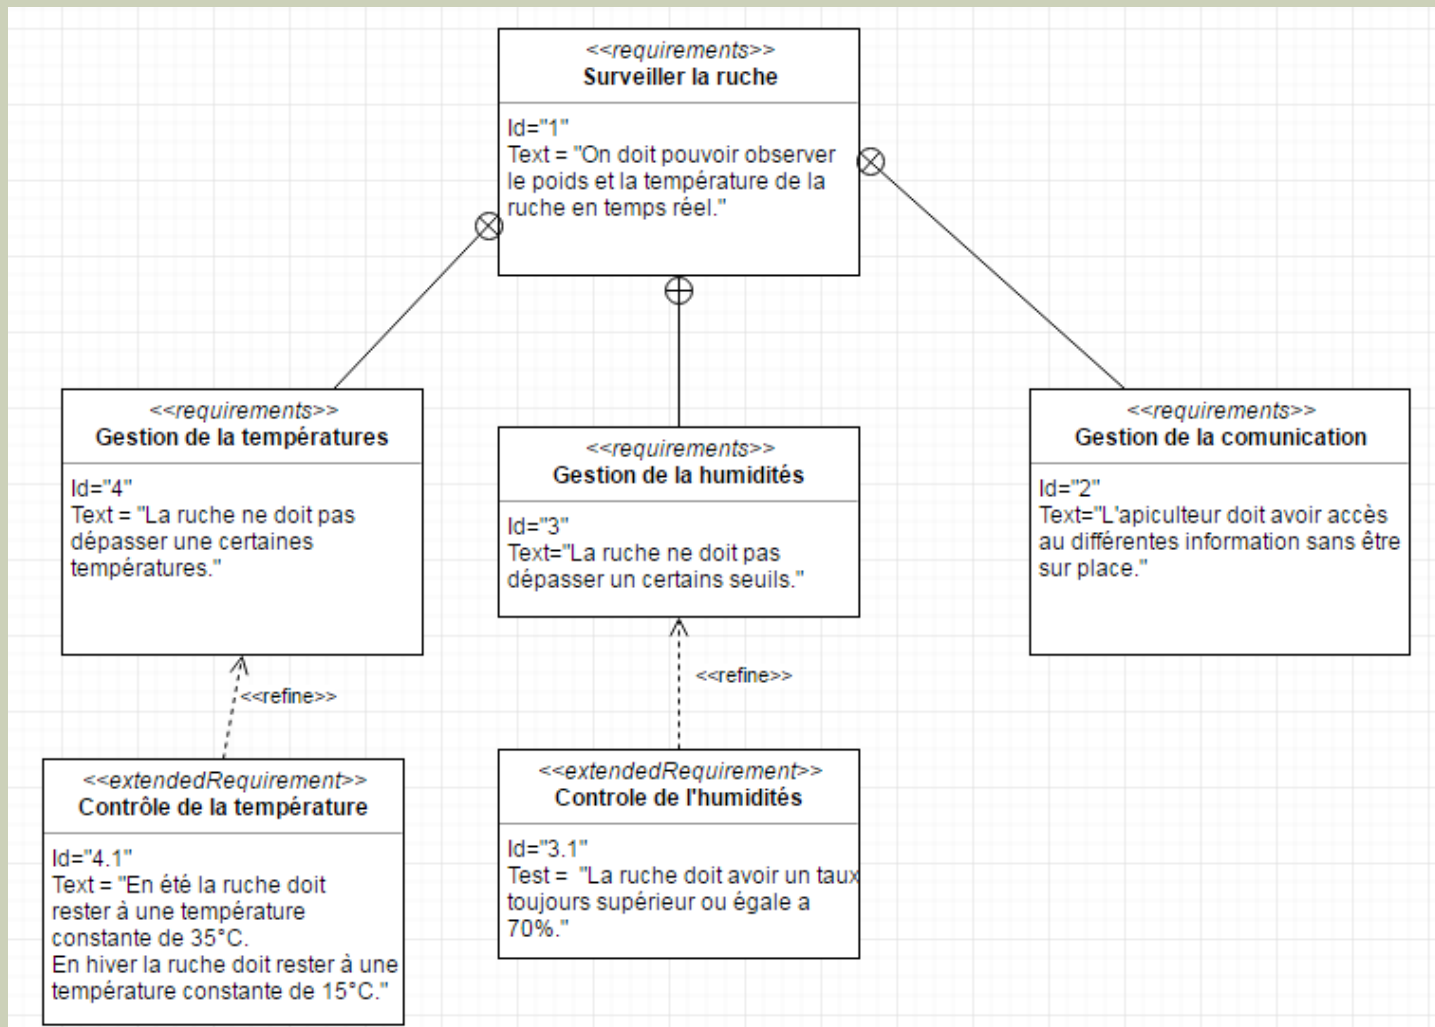 <<requirements>>
Surveiller la ruche
Id="1"
Text = "On doit pouvoir observer
le poids et la température de la
ruche en temps réel."
<<requirements>>
Gestion de la températures
Id="4"
Text = "La ruche ne doit pas
dépasser une certaines
températures."
<<requirements>>
Gestion de la humidités
Id="3"
Text="La ruche ne doit pas
dépasser un certains seuils."
<<requirements>>
Gestion de la comunication
Id="2"
Text="L'apiculteur doit avoir accès
au différentes information sans être
sur place."
<<refine>>
<<refine>>
<<extendedRequirement>>
Contrôle de la température
Id="4.1"
Text = "En été la ruche doit
rester à une température
constante de 35°C.
En hiver la ruche doit rester à une
température constante de 15°C."
<<extendedRequirement>>
Controle de l'humidités
Id="3.1"
Test =  "La ruche doit avoir un taux
toujours supérieur ou égale a
70%."